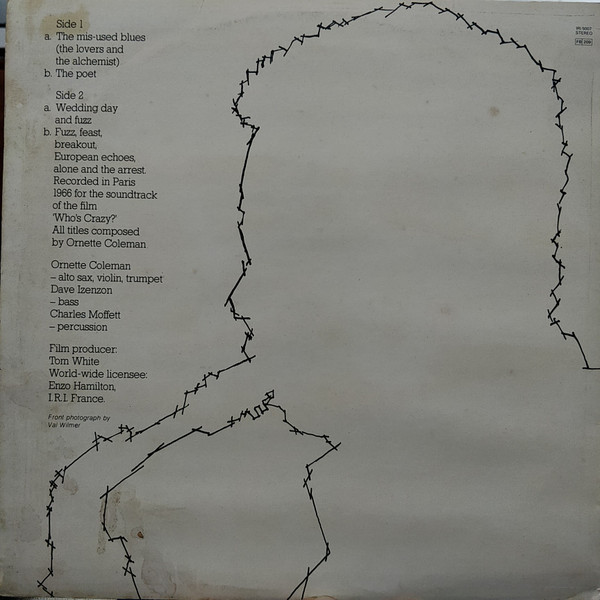 Side 1
a. The mis-used blues
(the lovers and
the alchemist)
b. The poet
Side 2
a. Wedding day
and fuzz
b. Fuzz, feast,
breakout,
European echoes,
alone and the arrest.
Recorded in Paris
1966 for the soundtrack
of the film
'Who's Crazy?'
All titles composed
by Ornette Coleman
Ornette Coleman
– alto sax, violin, trumpet
Dave Izenzon
– bass
Charles Moffett
– percussion
Film producer:
Tom White
World-wide licensee:
Enzo Hamilton,
I.R.I. France.
Front photograph by
Val Wilmer
STEREO